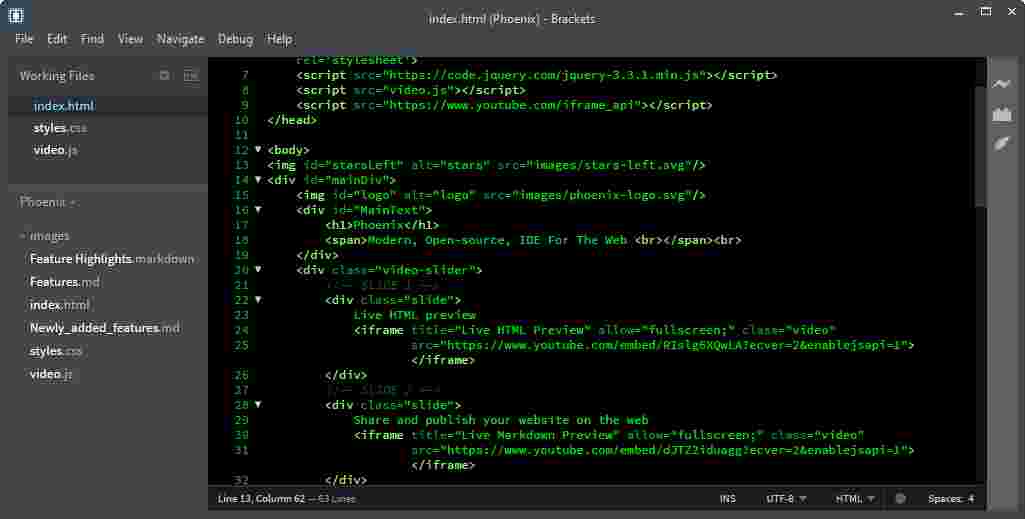 index.html (Phoenix) - Brackets
File Edit Find View Navigate Debug Help
Working Files
index.html
styles.css
video.js
Phoenix
images
Feature Highlights.markdown
Features.md
index.html
Newly_added_features.md
styles.css
video.js
rel='stylesheet'>
7 <script src="https://code.jquery.com/jquery-3.3.1.min.js"></script>
8 <script src="video.js"></script>
9 <script src="https://www.youtube.com/iframe_api"></script>
10 </head>
11
12 <body>
13 <img id="starsLeft" alt="stars" src="images/stars-left.svg"/>
14 <div id="mainDiv">
15 <img id="logo" alt="logo" src="images/phoenix-logo.svg"/>
16 <div id="MainText">
17 <h1>Phoenix</h1>
18 <span>Modern, Open-source, IDE For The Web <br></span><br>
19 </div>
20 <div class="video-slider">
21 <!-- SLIDE 1 -->
22 <div class="slide">
23 Live HTML preview
24 <iframe title="Live HTML Preview" allow="fullscreen;" class="video"
25 src="https://www.youtube.com/embed/RIslg6XQwLA?ecver=2&enablejsapi=1">
</iframe>
26 </div>
27 <!-- SLIDE 2 -->
28 <div class="slide">
29 Share and publish your website on the web
30 <iframe title="Live Markdown Preview" allow="fullscreen;" class="video"
31 src="https://www.youtube.com/embed/dJTZ2iduagg?ecver=2&enablejsapi=1">
</iframe>
32 </div>
Line 13, Column 62 — 63 Lines INS UTF-8 HTML Spaces: 4